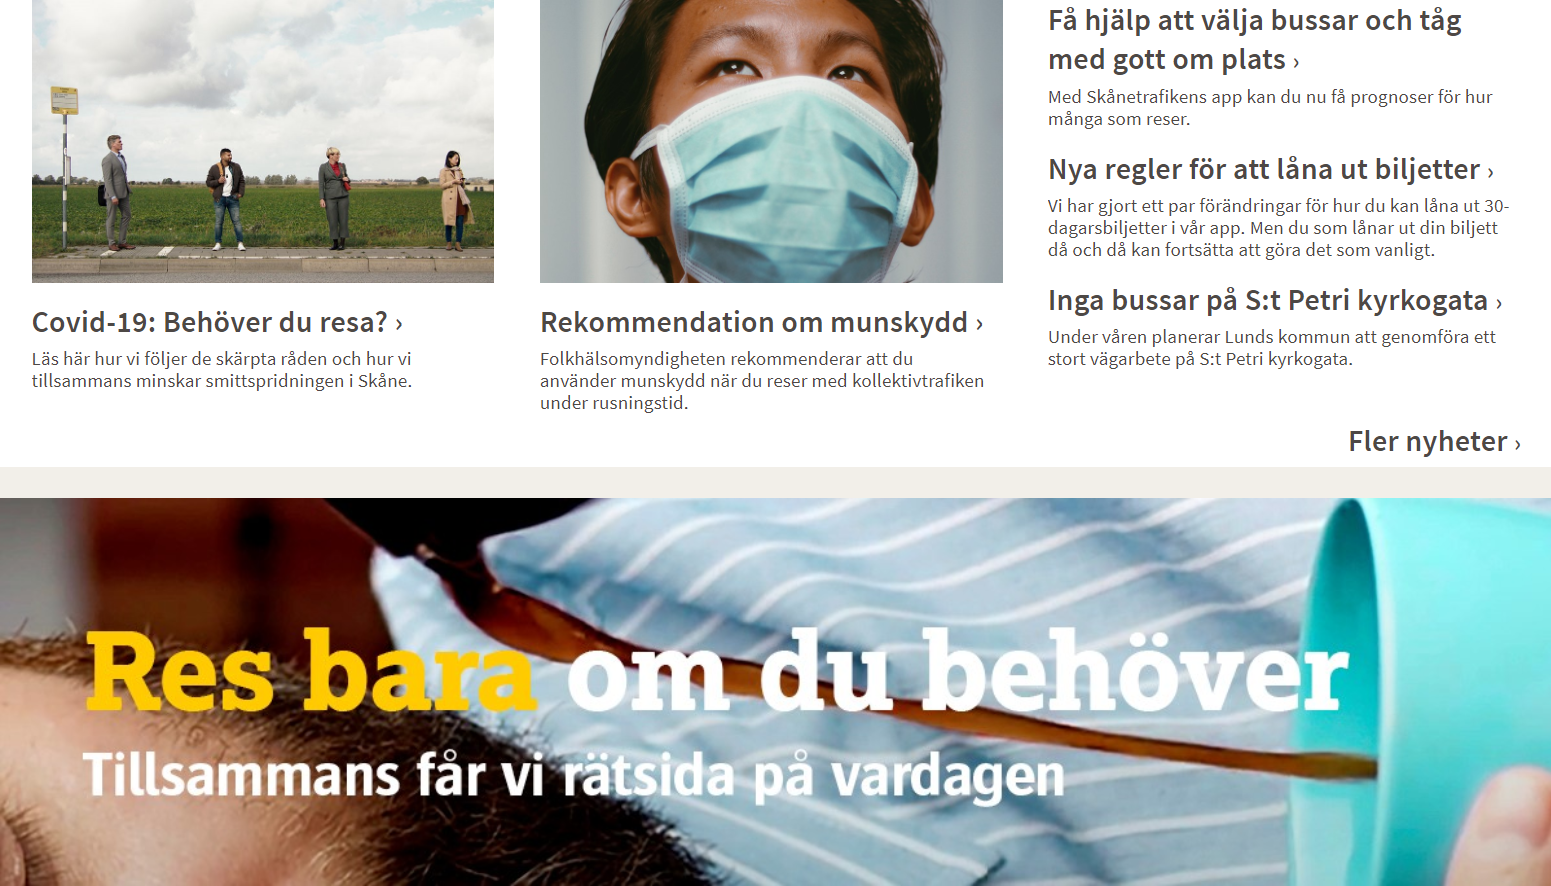 Covid-19: Behöver du resa? ›
Läs här hur vi följer de skärpta råden och hur vi
tillsammans minskar smittspridningen i Skåne.
Rekommendation om munskydd ›
Folkhälsomyndigheten rekommenderar att du
använder munskydd när du reser med kollektivtrafiken
under rusningstid.
Få hjälp att välja bussar och tåg
med gott om plats ›
Med Skånetrafikens app kan du nu få prognoser för hur
många som reser.
Nya regler för att låna ut biljetter ›
Vi har gjort ett par förändringar för hur du kan låna ut 30-
dagarsbiljetter i vår app. Men du som lånar ut din biljett
då och då kan fortsätta att göra det som vanligt.
Inga bussar på S:t Petri kyrkogata ›
Under våren planerar Lunds kommun att genomföra ett
stort vägarbete på S:t Petri kyrkogata.
Fler nyheter ›
Res bara om du behöver
Tillsammans får vi rätsida på vardagen